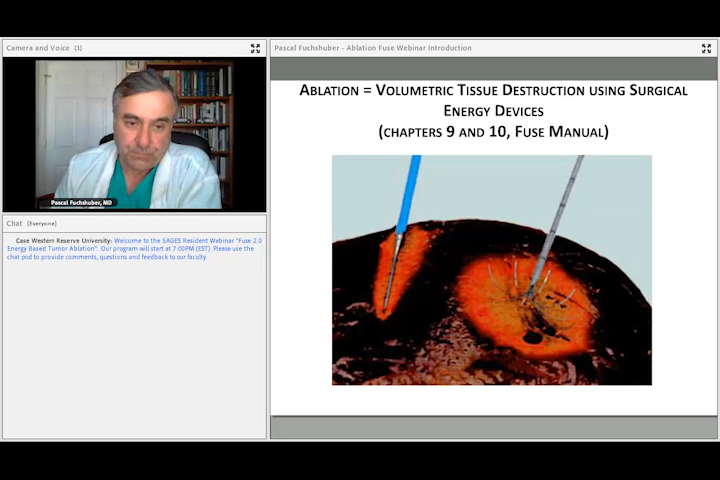 Camera and Voice (1)
Pascal Fuchshuber, MD
Chat (Everyone)
Case Western Reserve University: Welcome to the SAGES Resident Webinar "Fuse 2.0
Energy Based Tumor Ablation". Our program will start at 7:00PM (EST). Please use the
chat pod to provide comments, questions and feedback to our faculty.
Pascal Fuchshuber - Ablation Fuse Webinar Introduction
ABLATION = VOLUMETRIC TISSUE DESTRUCTION USING SURGICAL
ENERGY DEVICES
(CHAPTERS 9 AND 10, FUSE MANUAL)